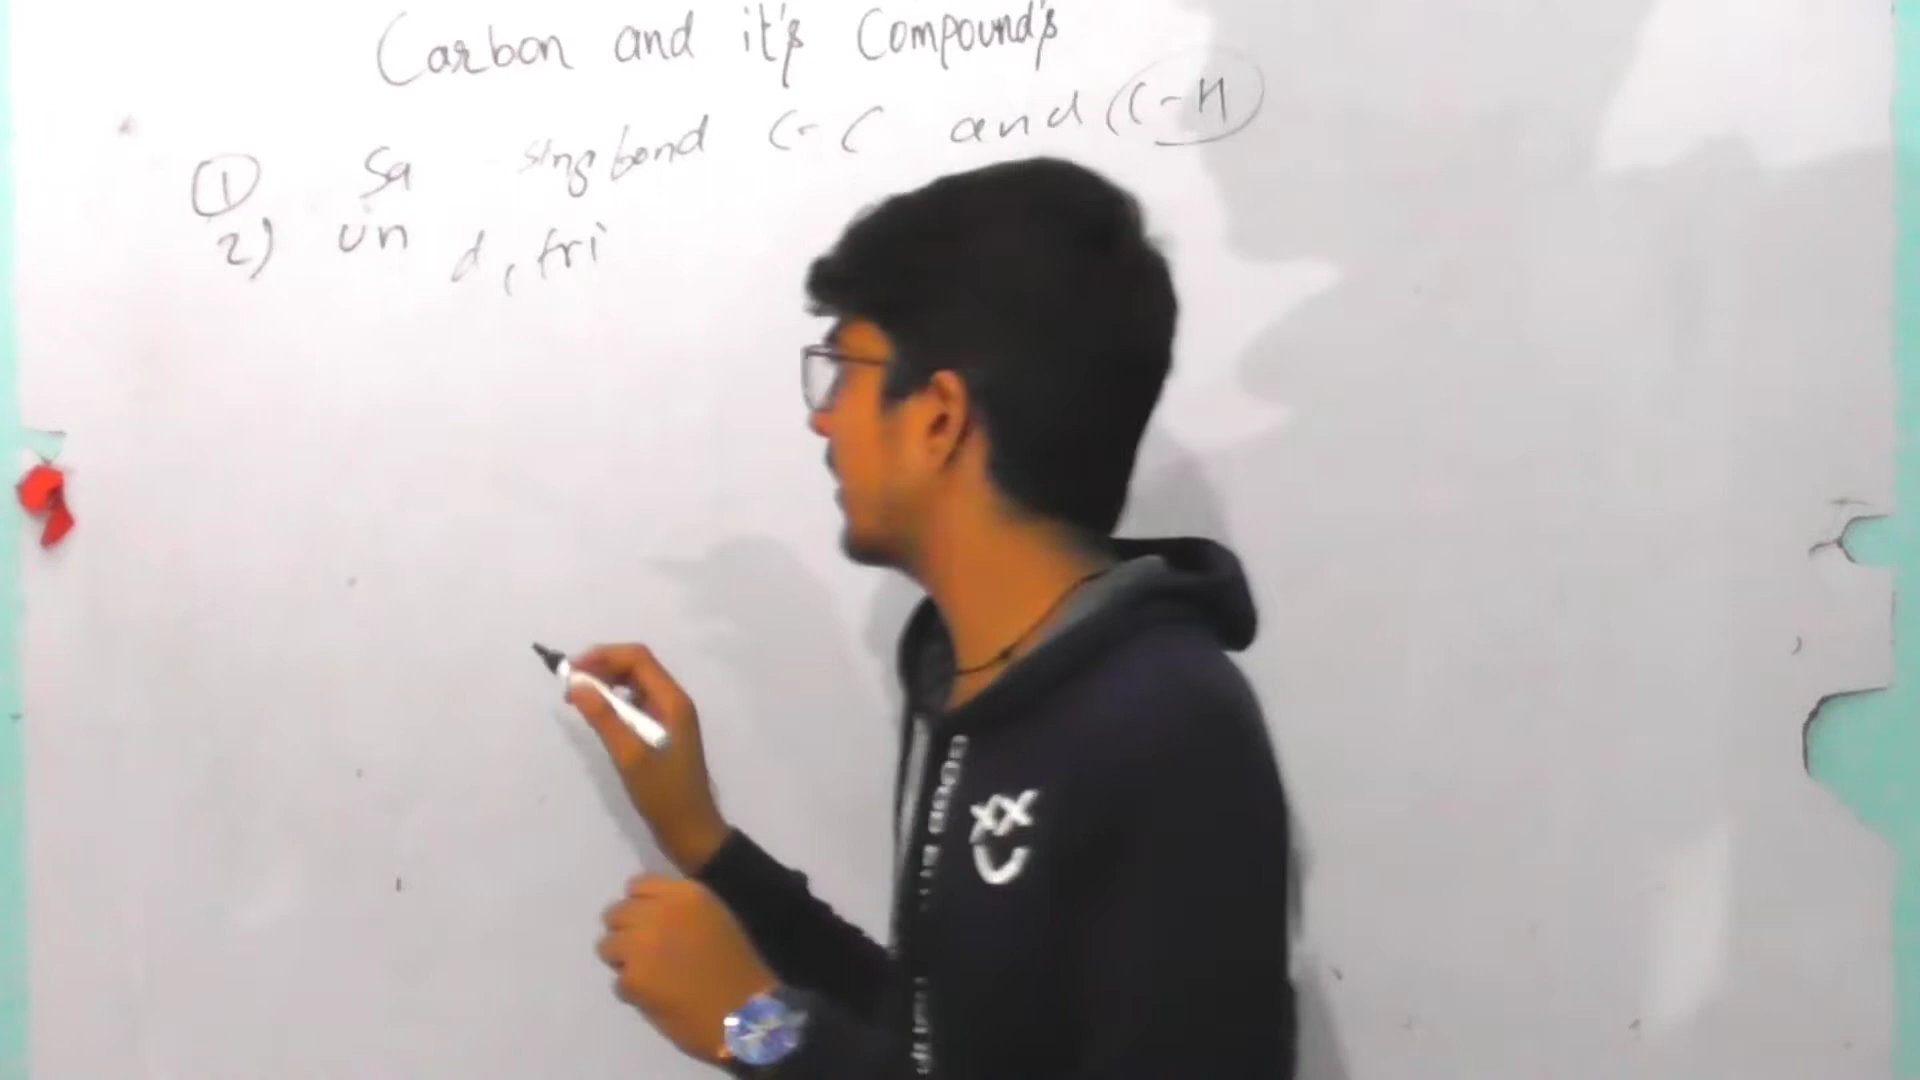 Carbon and it's Compound's
① Sa sing bond C-C and (C-H)
2) un d, tri